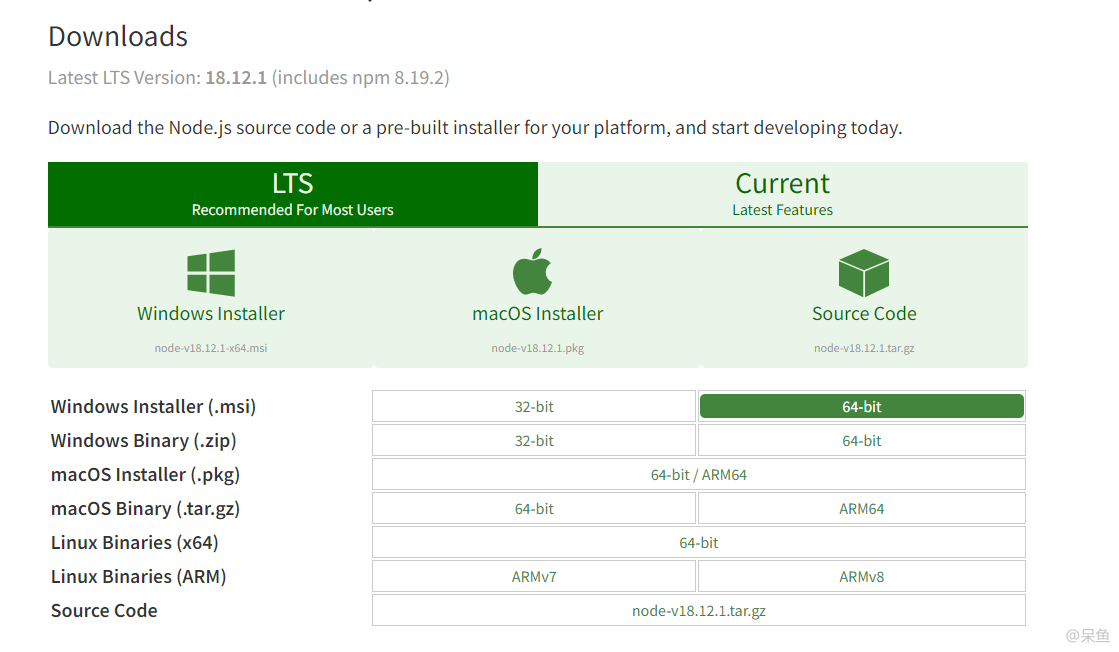 Downloads
Latest LTS Version: 18.12.1 (includes npm 8.19.2)
Download the Node.js source code or a pre-built installer for your platform, and start developing today.
LTS
Recommended For Most Users
Current
Latest Features
Windows Installer
node-v18.12.1-x64.msi
macOS Installer
node-v18.12.1.pkg
Source Code
node-v18.12.1.tar.gz
Windows Installer (.msi) 32-bit 64-bit
Windows Binary (.zip) 32-bit 64-bit
macOS Installer (.pkg) 64-bit / ARM64
macOS Binary (.tar.gz) 64-bit ARM64
Linux Binaries (x64) 64-bit
Linux Binaries (ARM) ARMv7 ARMv8
Source Code node-v18.12.1.tar.gz
@呆鱼